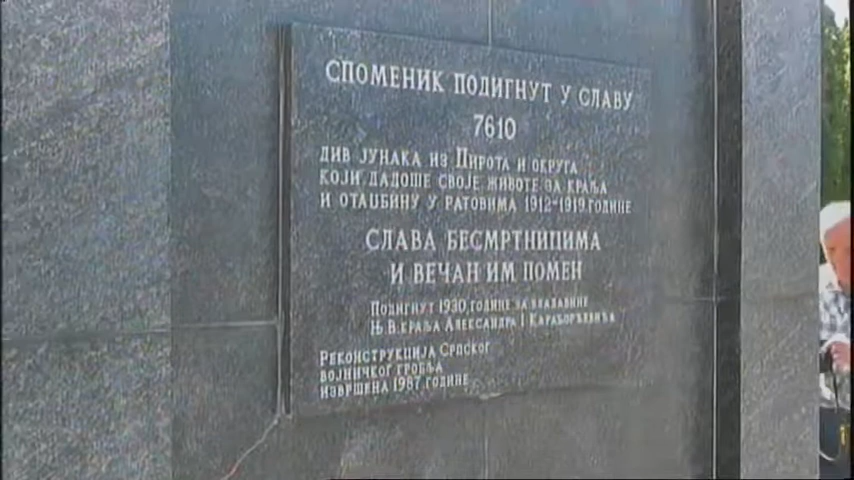 СПОМЕНИК ПОДИГНУТ У СЛАВУ
7610
ДИВ ЈУНАКА ИЗ ПИРОТА И ОКРУГА
КОЈИ ДАДОШЕ СВОЈЕ ЖИВОТЕ ЗА КРАЉА
И ОТАЏБИНУ У РАТОВИМА 1912-1919. ГОДИНЕ
СЛАВА БЕСМРТНИЦИМА
И ВЕЧАН ИМ ПОМЕН
ПОДИГНУТ 1930. ГОДИНЕ ЗА ВЛАДАВИНЕ
Њ.В. КРАЉА АЛЕКСАНДРА I КАРАЂОРЂЕВИЋА
РЕКОНСТРУКЦИЈА СРПСКОГ
ВОЈНИЧКОГ ГРОБЉА
ИЗВРШЕНА 1987 ГОДИНЕ